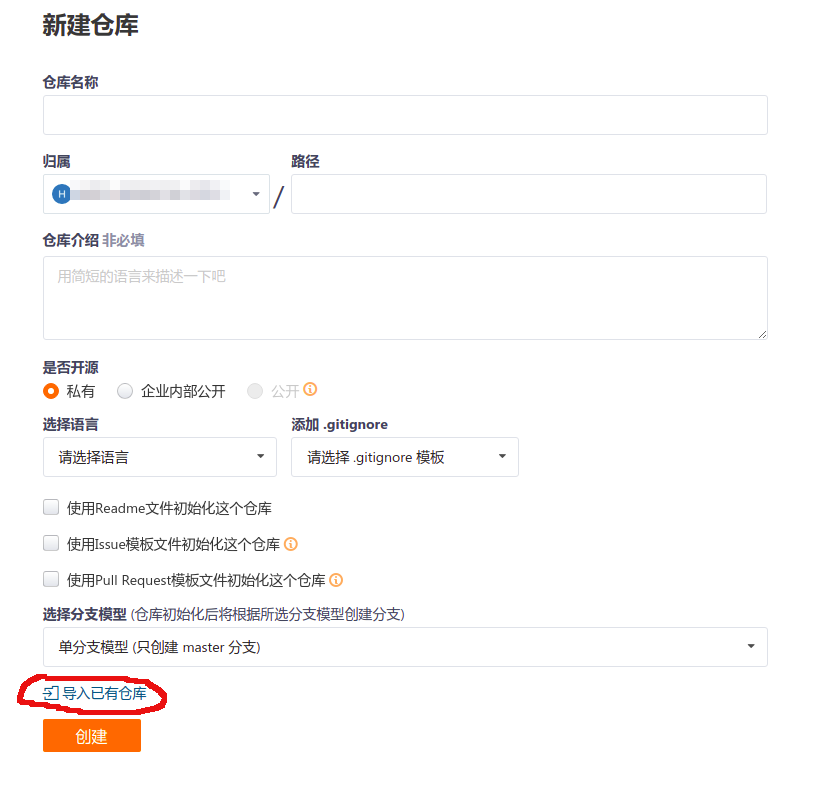 新建仓库
仓库名称
归属 路径
H /
仓库介绍 非必填
用简短的语言来描述一下吧
是否开源
私有 企业内部公开 公开
选择语言 添加 .gitignore
请选择语言 请选择 .gitignore 模板
使用Readme文件初始化这个仓库
使用Issue模板文件初始化这个仓库
使用Pull Request模板文件初始化这个仓库
选择分支模型 (仓库初始化后将根据所选分支模型创建分支)
单分支模型 (只创建 master 分支)
导入已有仓库
创建